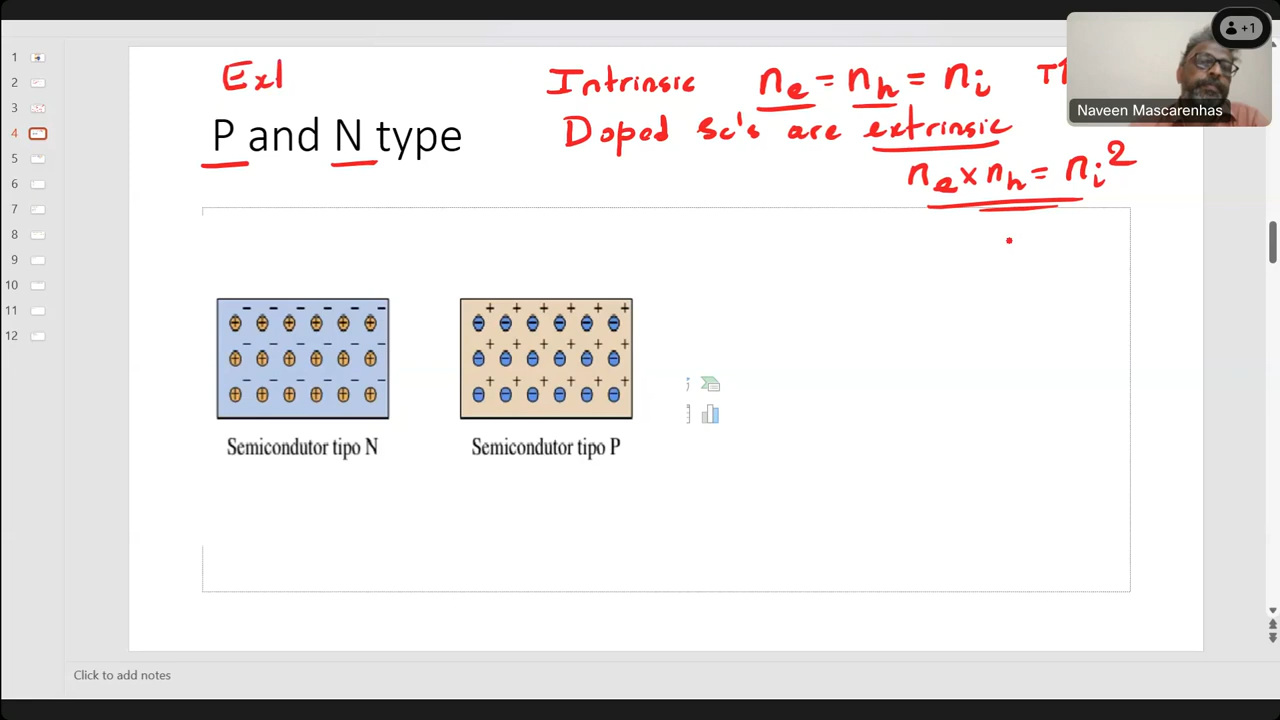 +1
Naveen Mascarenhas
1
2
3
4
5
6
7
8
9
10
11
12
Ext
Intrinsic ne = nh = ni T↑
P and N type
Doped Sc's are extrinsic
ne × nh = ni²
Semicondutor tipo N
Semicondutor tipo P
Click to add notes